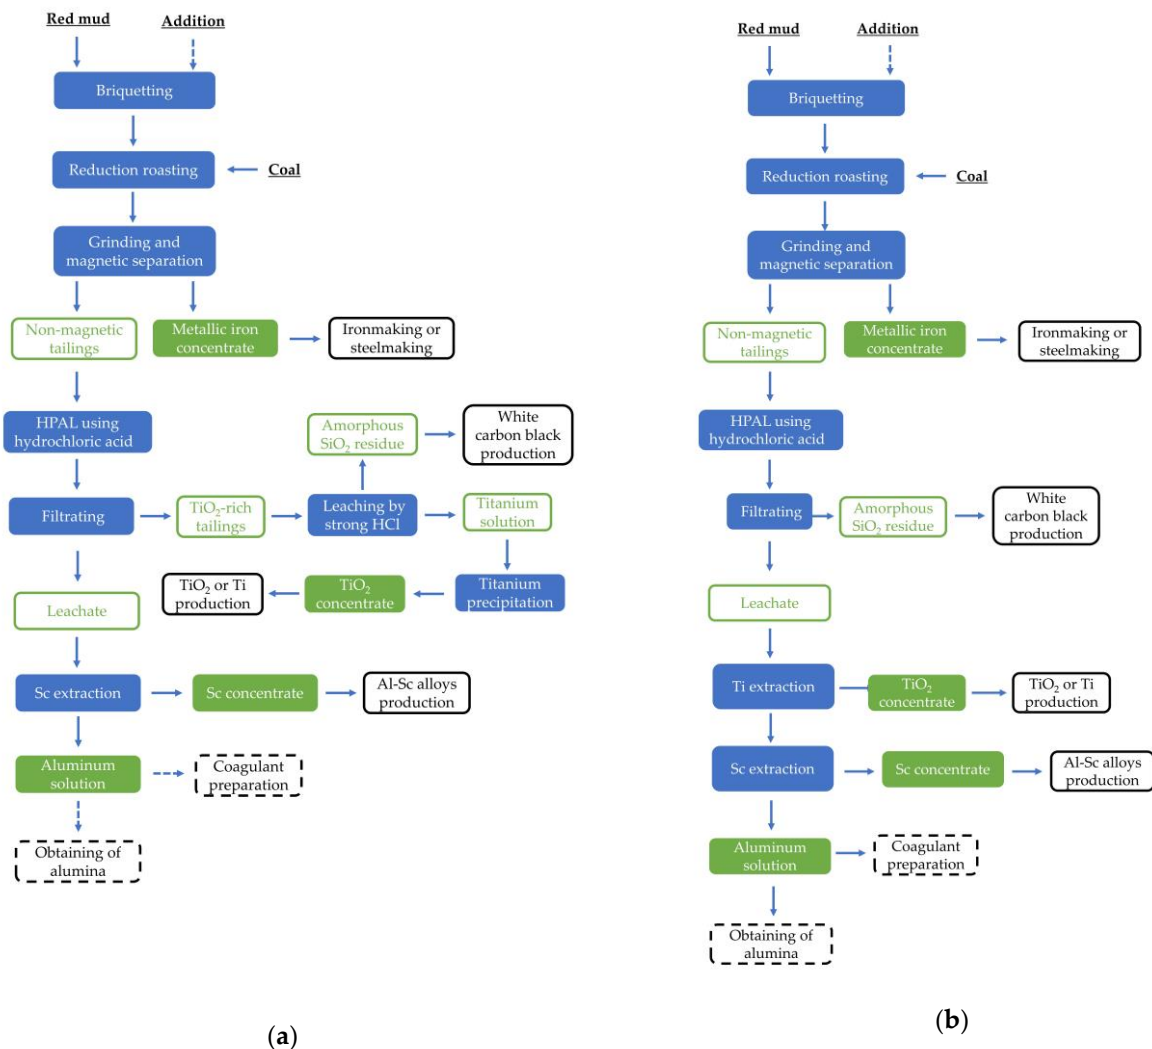 Red mud
Addition
Briquetting
Reduction roasting
Coal
Grinding and
magnetic separation
Non-magnetic
tailings
Metallic iron
concentrate
Ironmaking or
steelmaking
HPAL using
hydrochloric acid
Amorphous
SiO₂ residue
White
carbon black
production
Filtrating
TiO₂-rich
tailings
Leaching by
strong HCl
Titanium
solution
TiO₂ or Ti
production
TiO₂
concentrate
Titanium
precipitation
Leachate
Sc extraction
Sc concentrate
Al-Sc alloys
production
Aluminum
solution
Coagulant
preparation
Obtaining of
alumina
(a)
Red mud
Addition
Briquetting
Reduction roasting
Coal
Grinding and
magnetic separation
Non-magnetic
tailings
Metallic iron
concentrate
Ironmaking or
steelmaking
HPAL using
hydrochloric acid
Filtrating
Amorphous
SiO₂ residue
White
carbon black
production
Leachate
Ti extraction
TiO₂
concentrate
TiO₂ or Ti
production
Sc extraction
Sc concentrate
Al-Sc alloys
production
Aluminum
solution
Coagulant
preparation
Obtaining of
alumina
(b)